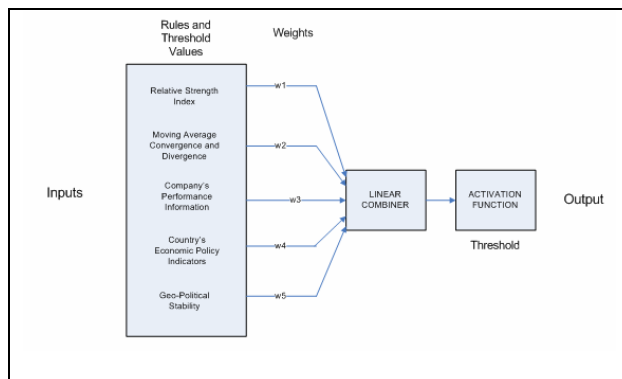 Rules and
Threshold
Values
Weights
Inputs
Relative Strength
Index
Moving Average
Convergence and
Divergence
Company's
Performance
Information
Country's
Economic Policy
Indicators
Geo-Political
Stability
w1
w2
w3
w4
w5
LINEAR
COMBINER
ACTIVATION
FUNCTION
Threshold
Output